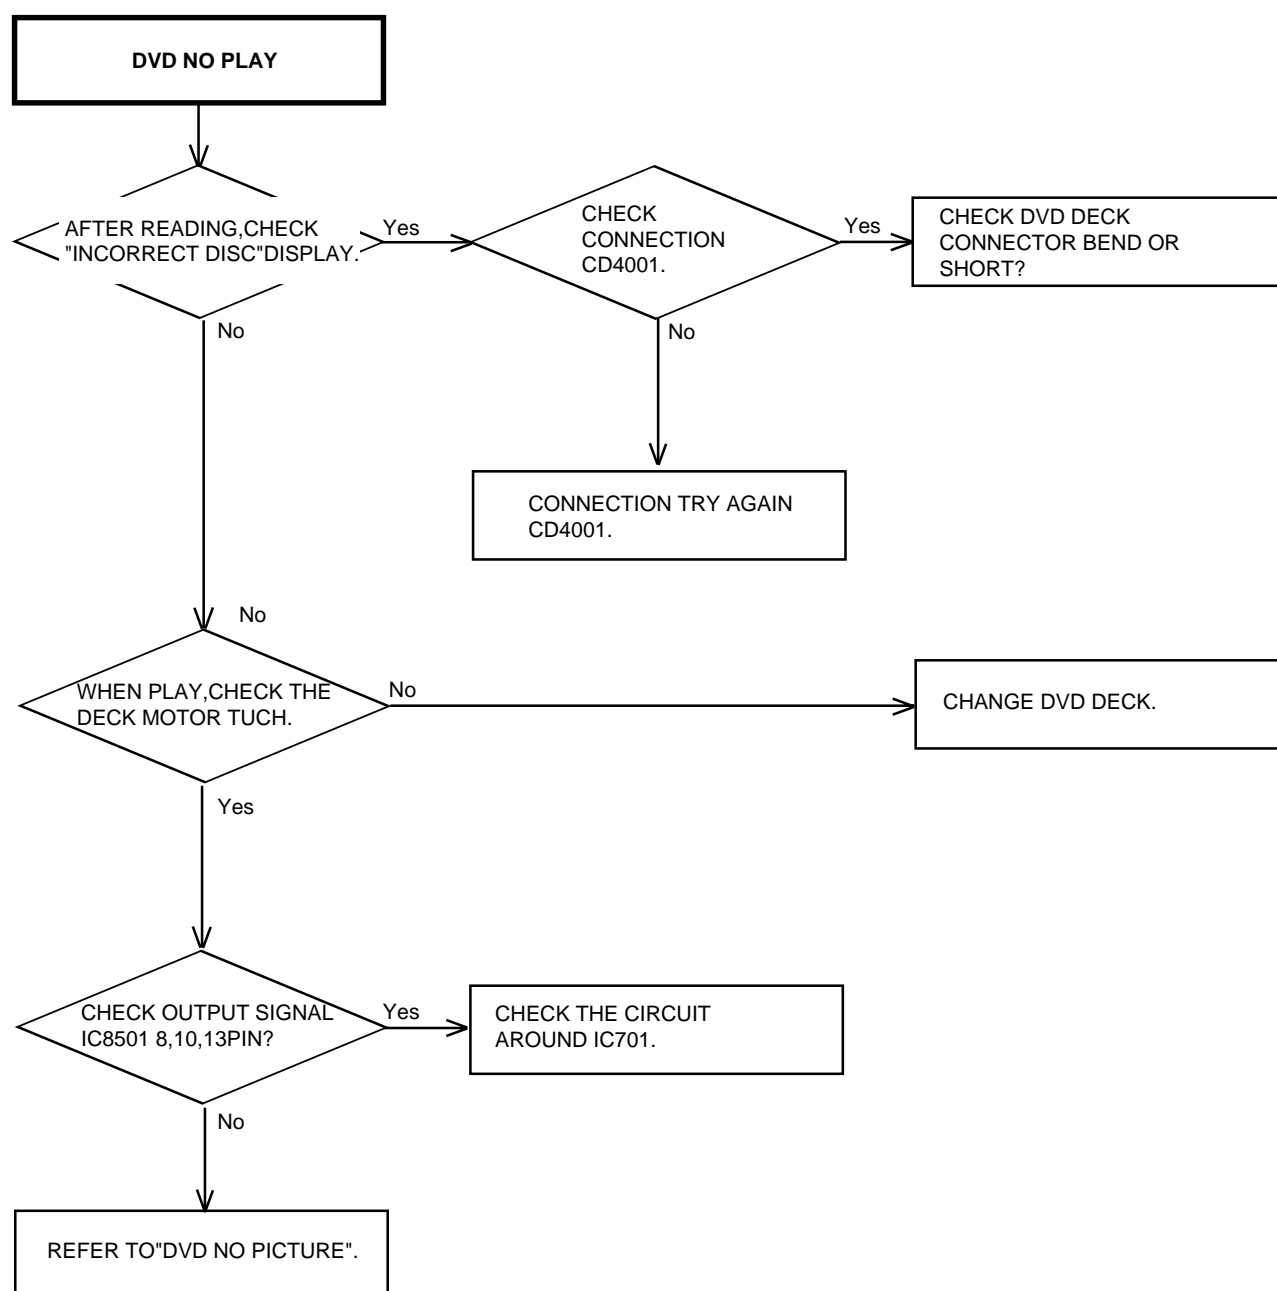 DVD NO PLAY
AFTER READING,CHECK
"INCORRECT DISC"DISPLAY.
Yes
CHECK
CONNECTION
CD4001.
Yes
CHECK DVD DECK
CONNECTOR BEND OR
SHORT?
No
No
CONNECTION TRY AGAIN
CD4001.
No
WHEN PLAY,CHECK THE
DECK MOTOR TUCH.
No
CHANGE DVD DECK.
Yes
CHECK OUTPUT SIGNAL
IC8501 8,10,13PIN?
Yes
CHECK THE CIRCUIT
AROUND IC701.
No
REFER TO"DVD NO PICTURE".